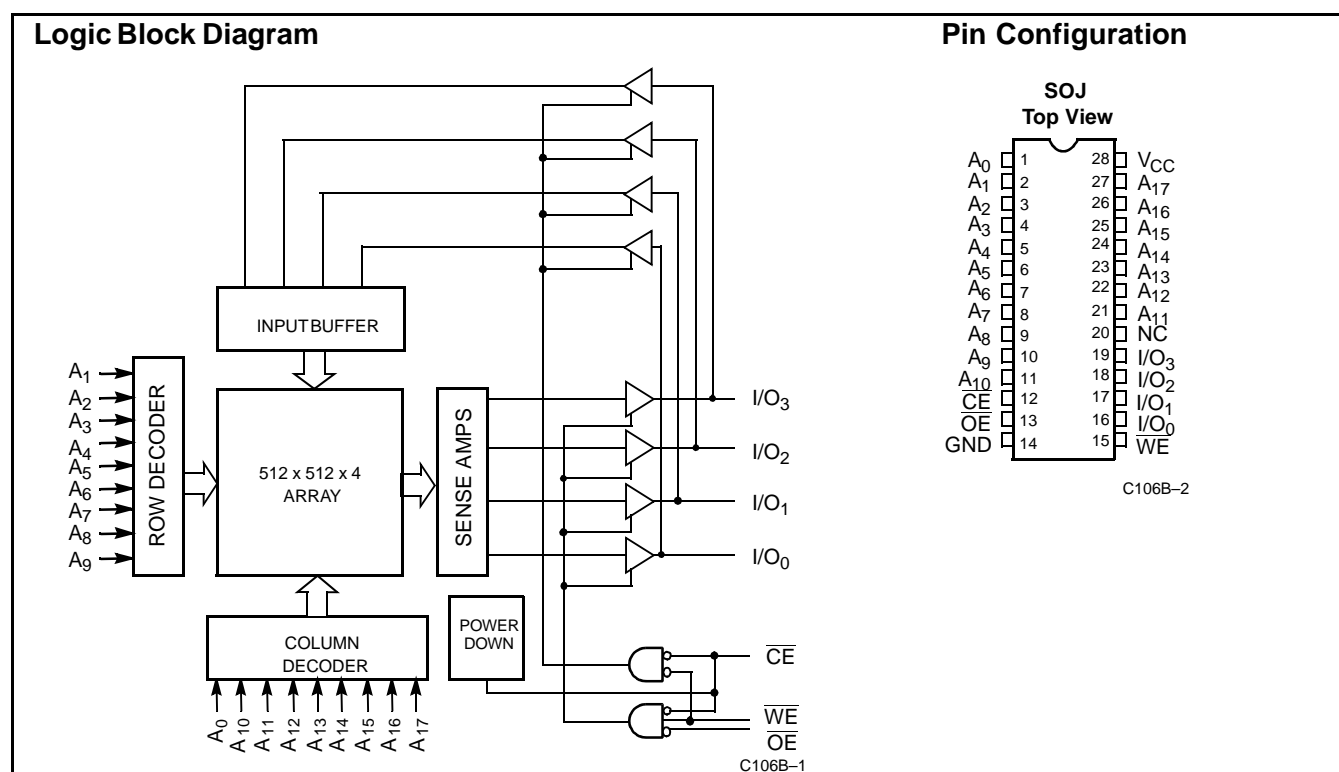 Logic Block Diagram
INPUT BUFFER
A1
A2
A3
A4
A5
A6
A7
A8
A9
ROW DECODER
512 x 512 x 4
ARRAY
SENSE AMPS
I/O3
I/O2
I/O1
I/O0
COLUMN
DECODER
POWER
DOWN
A0
A10
A11
A12
A13
A14
A15
A16
A17
CE
WE
OE
C106B–1
Pin Configuration
SOJ
Top View
A0 1 28 VCC
A1 2 27 A17
A2 3 26 A16
A3 4 25 A15
A4 5 24 A14
A5 6 23 A13
A6 7 22 A12
A7 8 21 A11
A8 9 20 NC
A9 10 19 I/O3
A10 11 18 I/O2
CE 12 17 I/O1
OE 13 16 I/O0
GND 14 15 WE
C106B–2